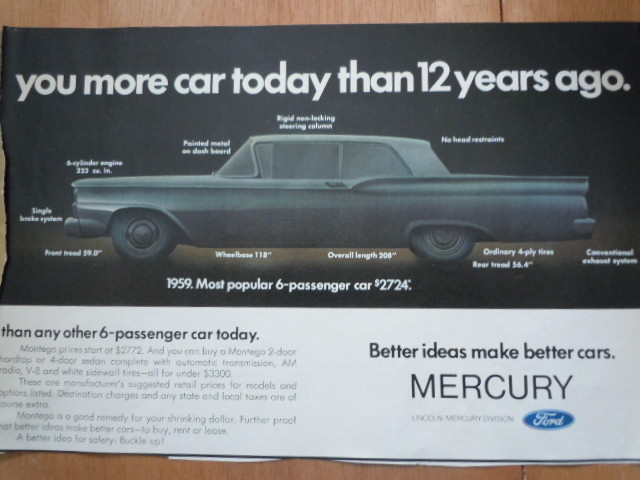 you more car today than 12 years ago.
Rigid non-locking
steering column
Painted metal
on dash board
No head restraints
6-cylinder engine
223 cu. in.
Single
brake system
Front tread 59.0"
Wheelbase 118"
Overall length 208"
Ordinary 4-ply tires
Rear tread 56.4"
Conventional
exhaust system
1959. Most popular 6-passenger car $2724*.
than any other 6-passenger car today.
Montego prices start at $2772. And you can buy a Montego 2-door
hardtop or 4-door sedan complete with automatic transmission, AM
radio, V-8 and white sidewall tires—all for under $3300.
These are manufacturer's suggested retail prices for models and
options listed. Destination charges and any state and local taxes are of
course extra.
Montego is a good remedy for your shrinking dollar. Further proof
that better ideas make better cars—to buy, rent or lease.
A better idea for safety: Buckle up!
Better ideas make better cars.
MERCURY
LINCOLN-MERCURY DIVISION
Ford